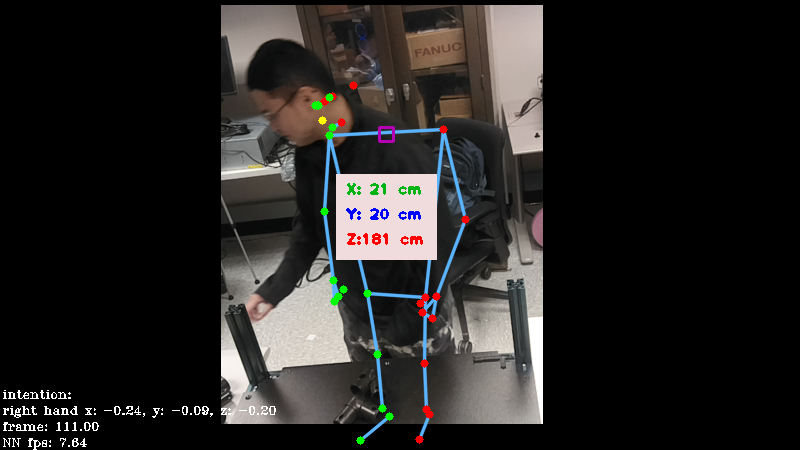 FANUC
X: 21 cm
Y: 20 cm
Z:181 cm
intention:
right hand x: -0.24, y: -0.09, z: -0.20
frame: 111.00
NN fps: 7.64